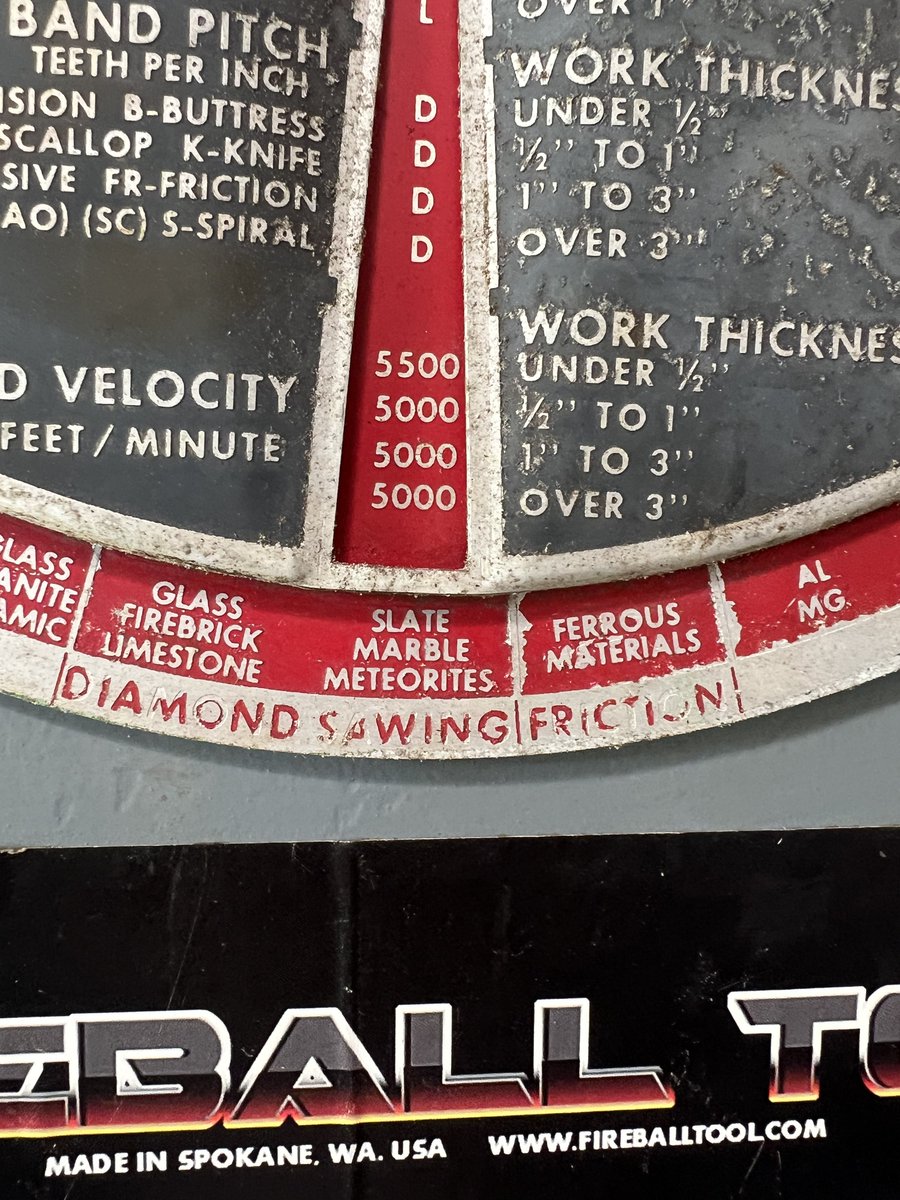 BAND PITCH
TEETH PER INCH
B-BUTTRESS
SCALLOP K-KNIFE
FR-FRICTION
(SC) S-SPIRAL
VELOCITY
FEET / MINUTE
L
D
D
D
D
5500
5000
5000
5000
OVER 1"
WORK
UNDER ½"
½" TO 1"
1" TO 3"
OVER 3"
WORK
UNDER ½"
½" TO 1"
1" TO 3"
OVER 3"
GLASS
GLASS
FIREBRICK
LIMESTONE
SLATE
MARBLE
METEORITES
FERROUS
MATERIALS
AL
MG
DIAMOND SAWING
FRICTION
MADE IN SPOKANE, WA. USA
WWW.FIREBALLTOOL.COM